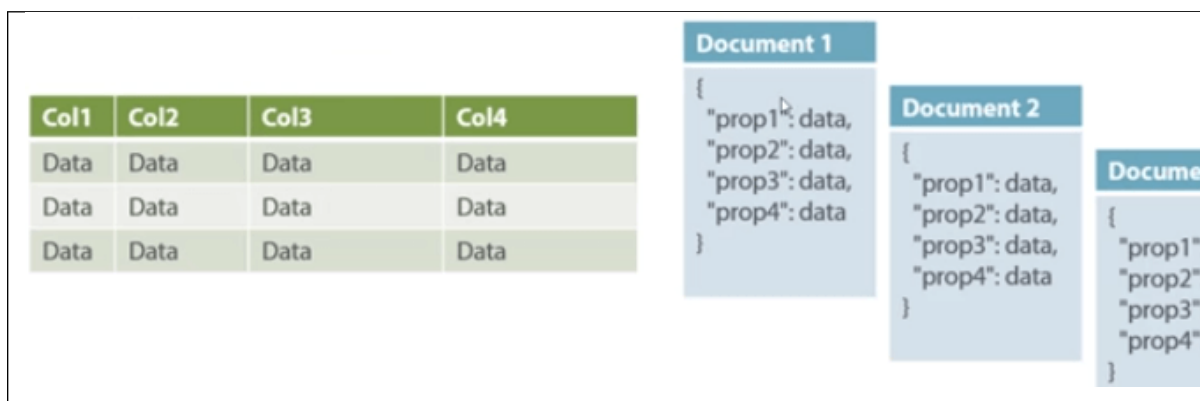 Col1 Col2 Col3 Col4
Data Data Data Data
Data Data Data Data
Data Data Data Data
Document 1
{
"prop1": data,
"prop2": data,
"prop3": data,
"prop4": data
}
Document 2
{
"prop1": data,
"prop2": data,
"prop3": data,
"prop4": data
}
Docume
{
"prop1"
"prop2"
"prop3"
"prop4"
}